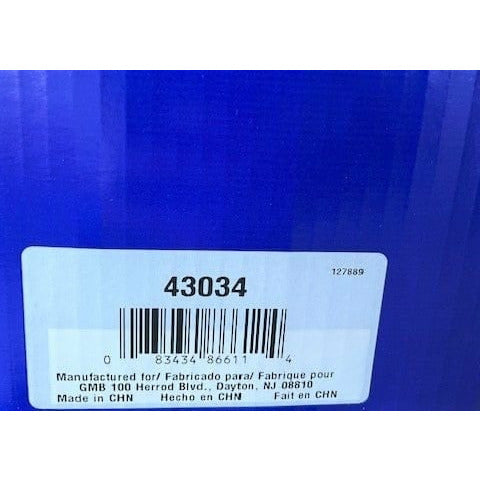 127889
43034
0 83434 86611 4
Manufactured for/ Fabricado para/ Fabrique pour
GMB 100 Herrod Blvd., Dayton, NJ 08810
Made in CHN Hecho en CHN Fait en CHN